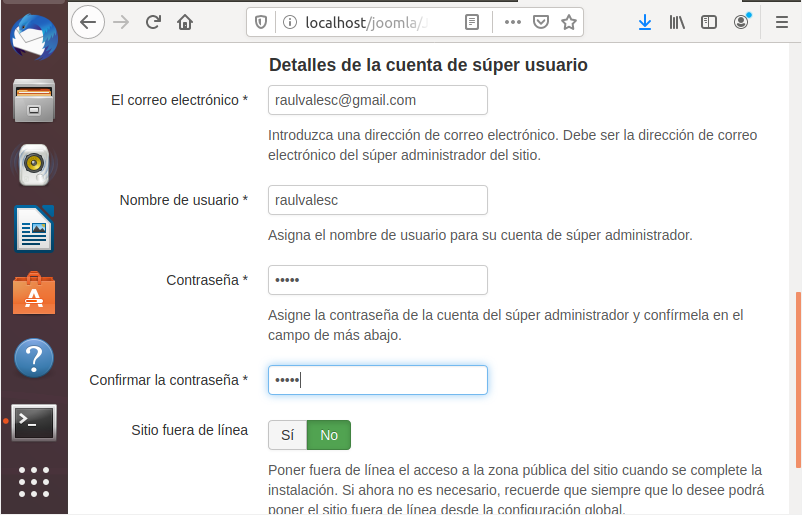 localhost/joomla/
Detalles de la cuenta de súper usuario
El correo electrónico *
raulvalesc@gmail.com
Introduzca una dirección de correo electrónico. Debe ser la dirección de correo
electrónico del súper administrador del sitio.
Nombre de usuario *
raulvalesc
Asigna el nombre de usuario para su cuenta de súper administrador.
Contraseña *
•••••
Asigne la contraseña de la cuenta del súper administrador y confírmela en el
campo de más abajo.
Confirmar la contraseña *
•••••
Sitio fuera de línea
Sí No
Poner fuera de línea el acceso a la zona pública del sitio cuando se complete la
instalación. Si ahora no es necesario, recuerde que siempre que lo desee podrá
poner el sitio fuera de línea desde la configuración global.